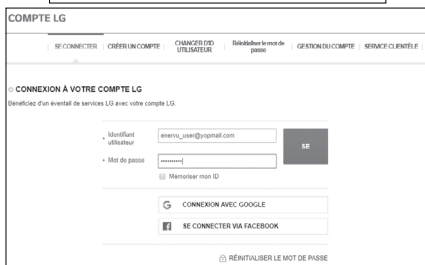 COMPTE LG
SE CONNECTER | CRÉER UN COMPTE | CHANGER D'ID UTILISATEUR | Réinitialiser le mot de passe | GESTION DU COMPTE | SERVICE CLIENTÈLE
CONNEXION À VOTRE COMPTE LG
Bénéficiez d'un éventail de services LG avec votre compte LG.
Identifiant utilisateur
enervu_user@yopmail.com
SE
Mot de passe
••••••••••
Mémoriser mon ID
G CONNEXION AVEC GOOGLE
f SE CONNECTER VIA FACEBOOK
RÉINITIALISER LE MOT DE PASSE